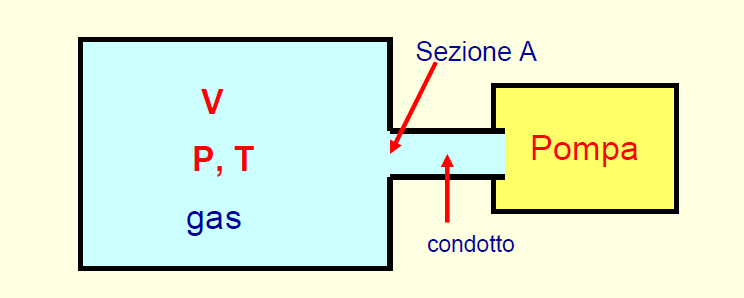 Sezione A
V
P, T
gas
Pompa
condotto